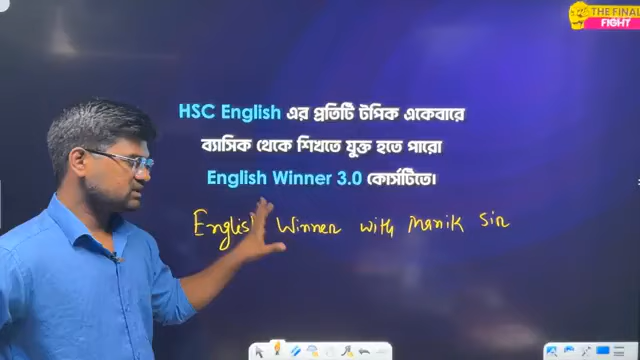 THE FINAL
FIGHT
HSC English এর প্রতিটি টপিক একেবারে
ব্যাসিক থেকে শিখতে যুক্ত হতে পারো
English Winner 3.0 কোর্সটিতে।
English Winner with Manik Sir